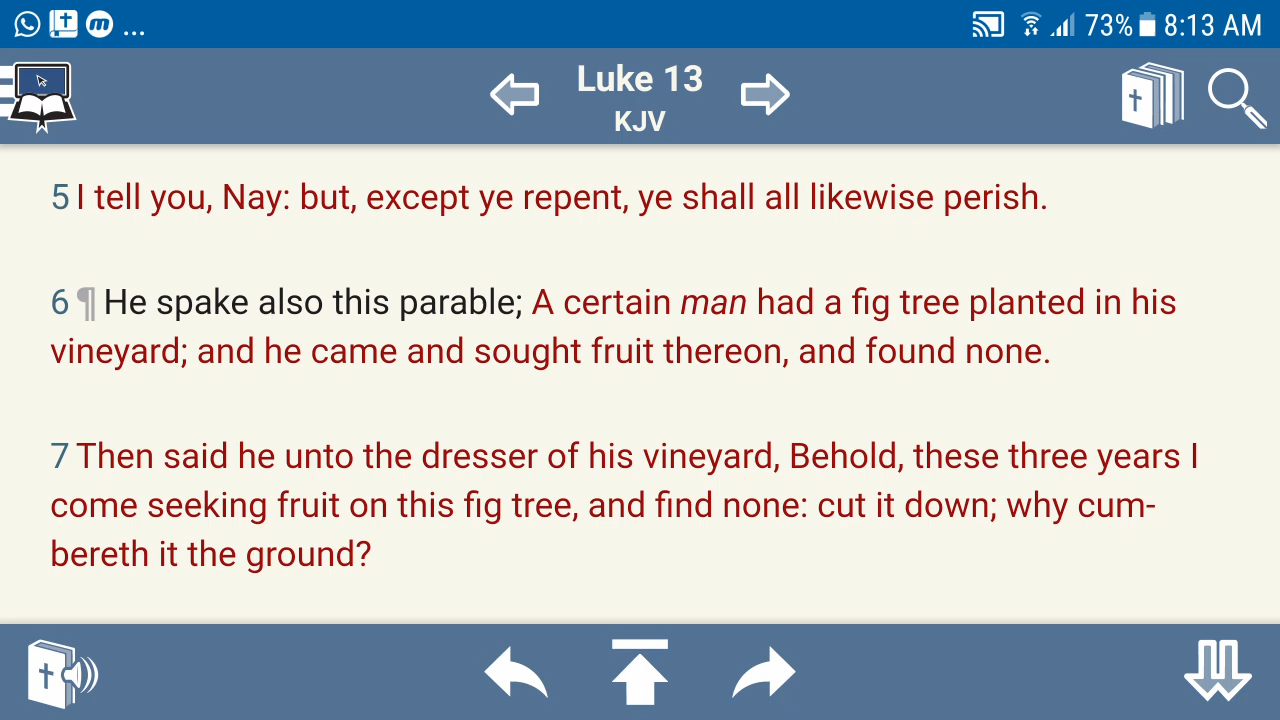 ... 73% 8:13 AM
Luke 13
KJV
5 I tell you, Nay: but, except ye repent, ye shall all likewise perish.
6 ¶ He spake also this parable; A certain man had a fig tree planted in his
vineyard; and he came and sought fruit thereon, and found none.
7 Then said he unto the dresser of his vineyard, Behold, these three years I
come seeking fruit on this fig tree, and find none: cut it down; why cum-
bereth it the ground?